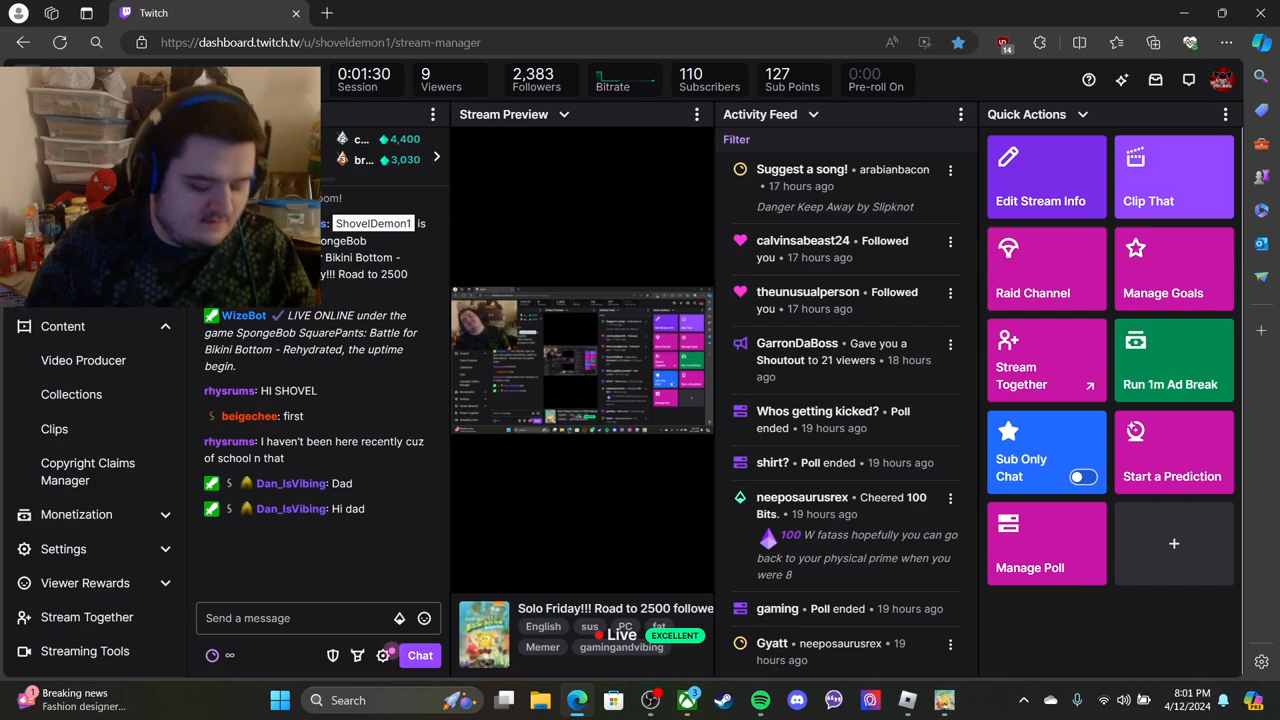 Twitch
https://dashboard.twitch.tv/u/shoveldemon1/stream-manager
14
0:01:30
Session
9
Viewers
2,383
Followers
Bitrate
110
Subscribers
127
Sub Points
0:00
Pre-roll On
c... 4,400
br... 3,030
ShovelDemon1 is
Road to 2500
WizeBot LIVE ONLINE under the
game SpongeBob SquarePants: Battle for
Bikini Bottom - Rehydrated - The uptime
begin.
rhysrums: HI SHOVEL
beigechee: first
rhysrums: I haven't been here recently cuz
of school n that
Dan_IsVibing: Dad
Dan_IsVibing: Hi dad
Send a message
∞
Chat
Content
Video Producer
Collections
Clips
Copyright Claims
Manager
Monetization
Settings
Viewer Rewards
Stream Together
Streaming Tools
Stream Preview
Solo Friday!!! Road to 2500 followe
English sus PC fat
Live EXCELLENT
Memer gamingandvibing
Activity Feed
Filter
Suggest a song! • arabianbacon
• 17 hours ago
Danger Keep Away by Slipknot
calvinsabeast24 • Followed
you • 17 hours ago
theunusualperson • Followed
you • 17 hours ago
GarronDaBoss • Gave you a
Shoutout to 21 viewers • 18 hours
ago
Who's getting kicked? • Poll
ended • 19 hours ago
shirt? • Poll ended • 19 hours ago
neeposaurusrex • Cheered 100
Bits. • 19 hours ago
100 W fatass hopefully you can go
back to your physical prime when you
were 8
gaming • Poll ended • 19 hours ago
Gyatt • neeposaurusrex • 19
hours ago
Quick Actions
Edit Stream Info
Clip That
Raid Channel
Manage Goals
Stream
Together
Run 1m Ad Break
Sub Only
Chat
Start a Prediction
Manage Poll
1
Breaking news
Fashion designer...
Search
3
8:01 PM
4/12/2024